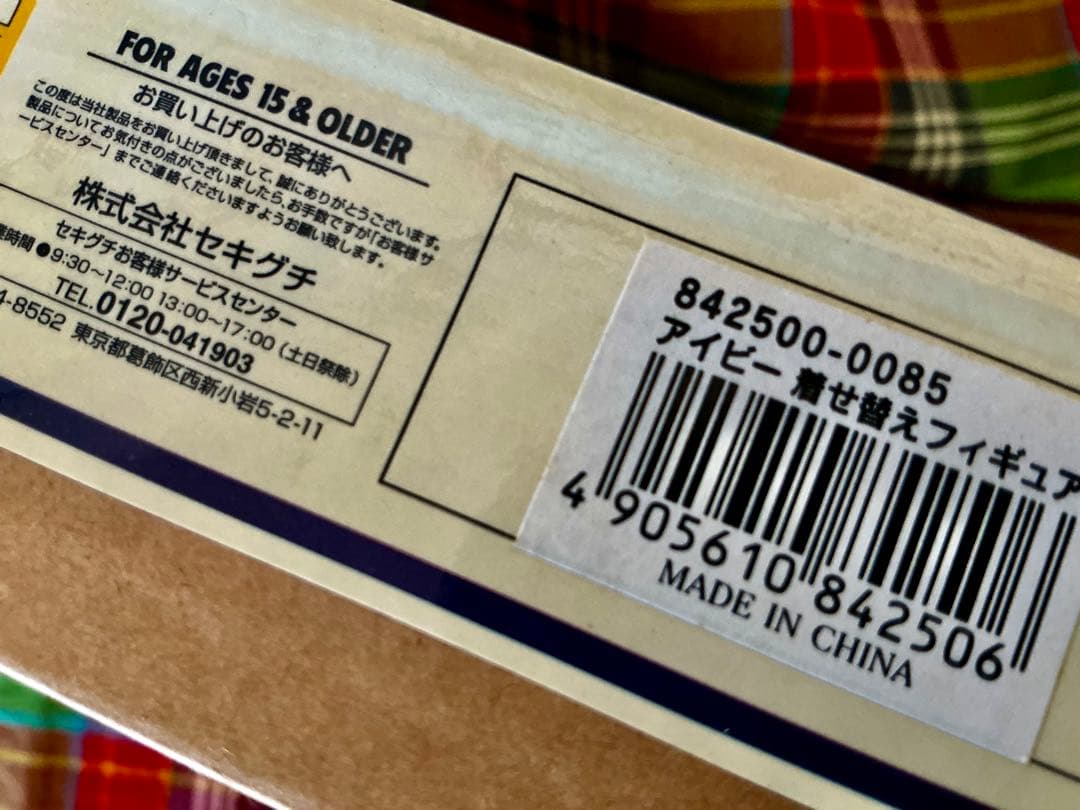 FOR AGES 15 & OLDER
お買い上げのお客様へ
この度は当社製品をお買い上げ頂きまして、誠にありがとうございます。
製品についてお気付きの点がございましたら、お手数ですが「お客様サ
ービスセンター」までご連絡くださいますようお願い致します。
株式会社セキグチ
セキグチお客様サービスセンター
時間●9:30〜12:00 13:00〜17:00（土日祭除）
TEL.0120-041903
4-8552 東京都葛飾区西新小岩5-2-11
842500-0085
アイビー 着せ替えフィギュア
4 905610 842506
MADE IN CHINA